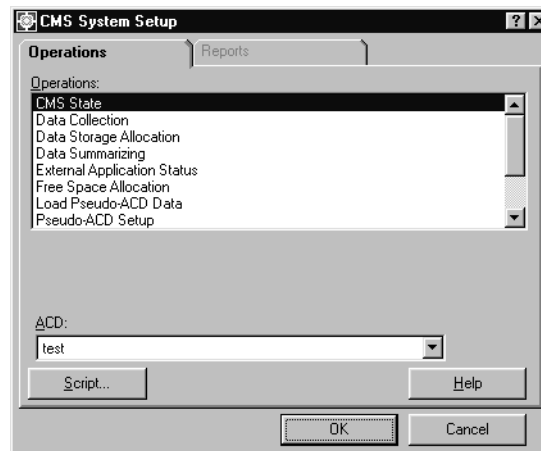 CMS System Setup
Operations
Reports
Operations:
CMS State
Data Collection
Data Storage Allocation
Data Summarizing
External Application Status
Free Space Allocation
Load Pseudo-ACD Data
Pseudo-ACD Setup
ACD:
test
Script...
Help
OK
Cancel